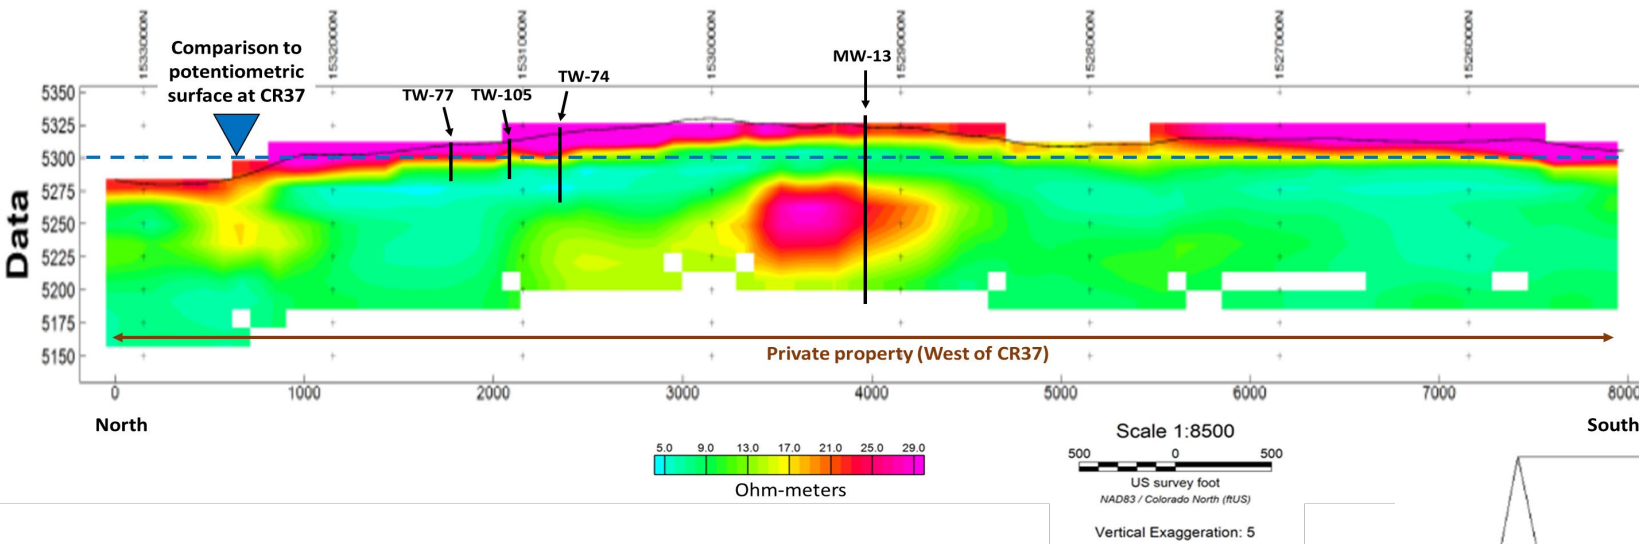 1533000N 1532000N 1531000N 1530000N 1529000N 1528000N 1527000N 1526000N
Comparison to
potentiometric
surface at CR37
MW-13
TW-74
TW-77 TW-105
Data
5350
5325
5300
5275
5250
5225
5200
5175
5150
Private property (West of CR37)
0 1000 2000 3000 4000 5000 6000 7000 8000
North South
Scale 1:8500
5.0 9.0 13.0 17.0 21.0 25.0 29.0
Ohm-meters
500 0 500
US survey foot
NAD83 / Colorado North (ftUS)
Vertical Exaggeration: 5